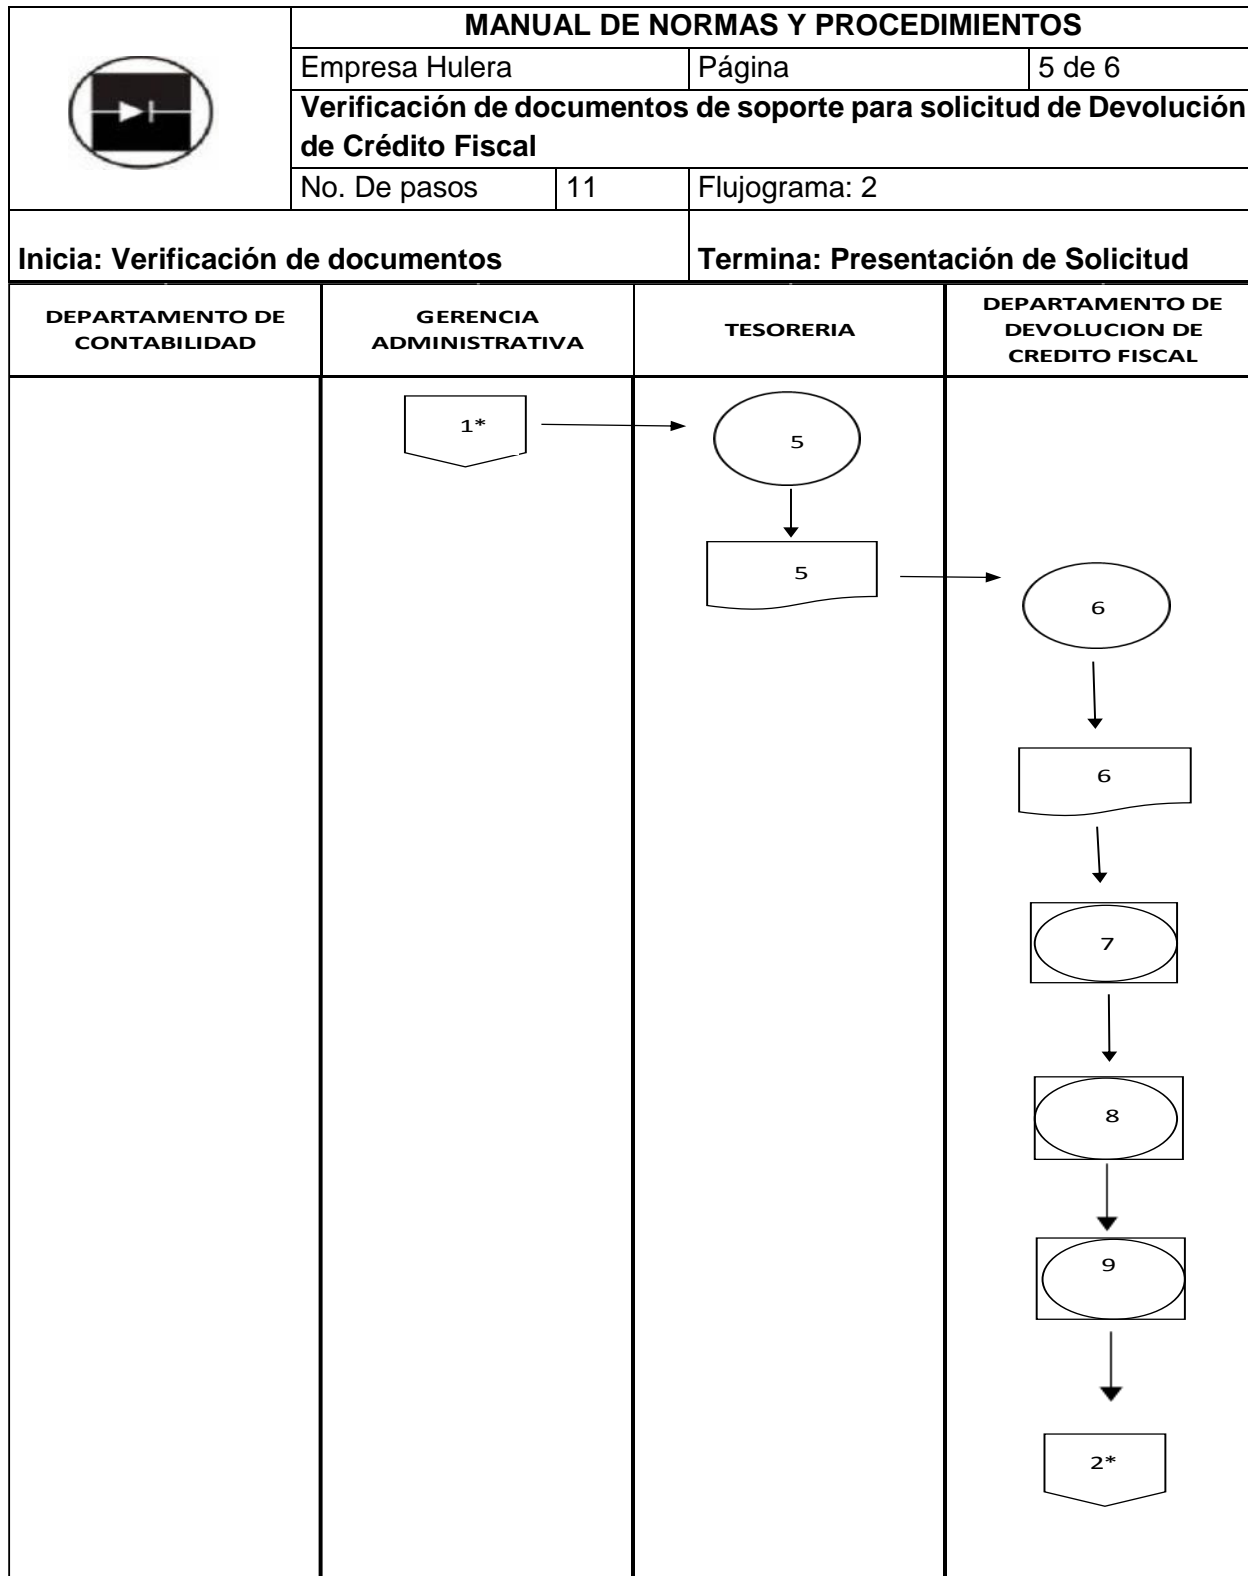 MANUAL DE NORMAS Y PROCEDIMIENTOS
Empresa Hulera Página 5 de 6
Verificación de documentos de soporte para solicitud de Devolución
de Crédito Fiscal
No. De pasos 11 Flujograma: 2
Inicia: Verificación de documentos Termina: Presentación de Solicitud
DEPARTAMENTO DE
CONTABILIDAD
GERENCIA
ADMINISTRATIVA
TESORERIA
DEPARTAMENTO DE
DEVOLUCION DE
CREDITO FISCAL
1*
5
5
6
6
7
8
9
2*